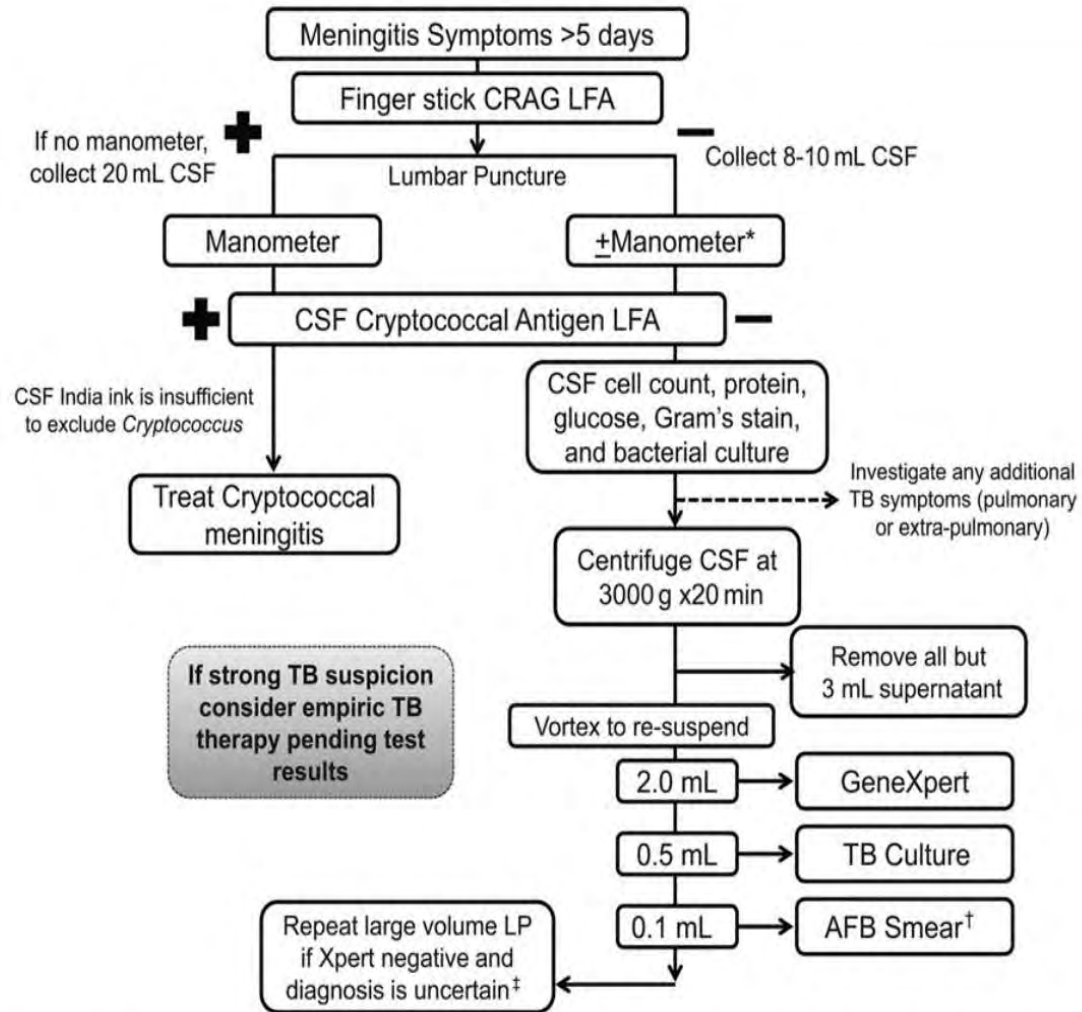 Meningitis Symptoms >5 days
Finger stick CRAG LFA
+
If no manometer,
collect 20 mL CSF
−
Collect 8-10 mL CSF
Lumbar Puncture
Manometer
±Manometer*
+
CSF Cryptococcal Antigen LFA
−
CSF India ink is insufficient
to exclude Cryptococcus
Treat Cryptococcal
meningitis
CSF cell count, protein,
glucose, Gram's stain,
and bacterial culture
Investigate any additional
TB symptoms (pulmonary
or extra-pulmonary)
Centrifuge CSF at
3000 g x20 min
Remove all but
3 mL supernatant
If strong TB suspicion
consider empiric TB
therapy pending test
results
Vortex to re-suspend
2.0 mL
GeneXpert
0.5 mL
TB Culture
0.1 mL
AFB Smear†
Repeat large volume LP
if Xpert negative and
diagnosis is uncertain‡